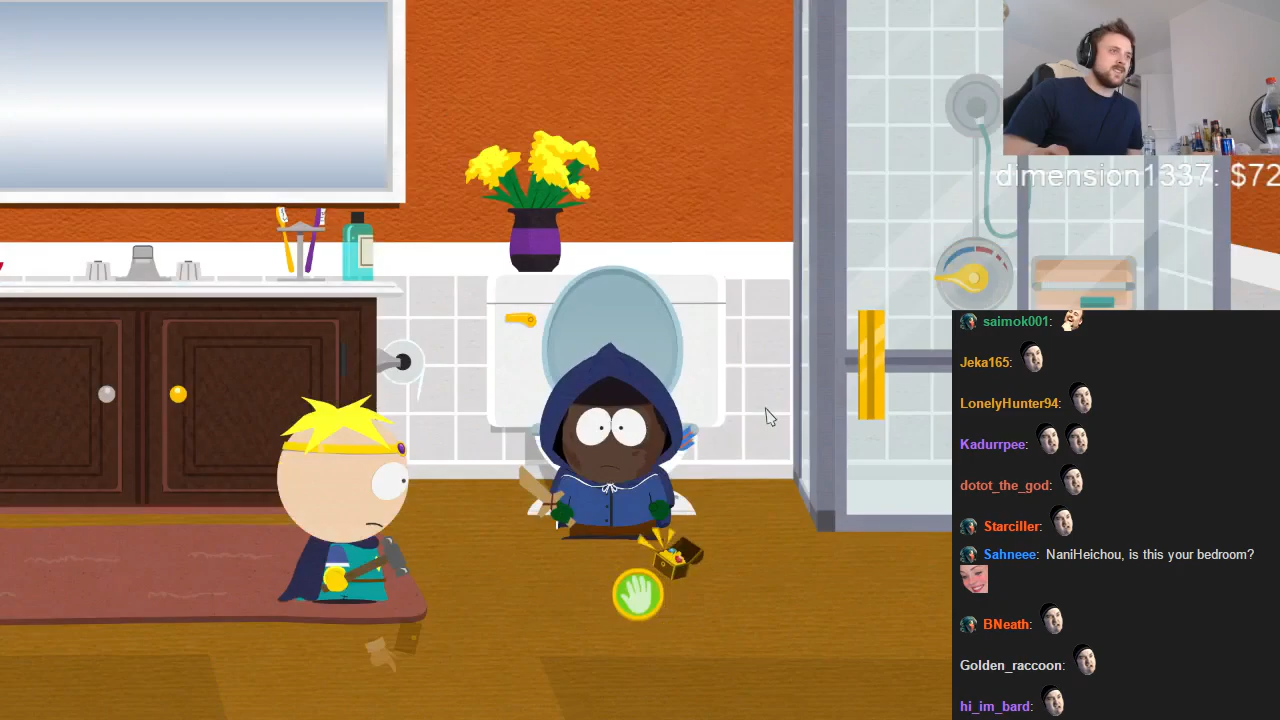 dimension1337: $72
saimok001:
Jeka165:
LonelyHunter94:
Kadurrpee:
dotot_the_god:
Starciller:
Sahneee: NaniHeichou, is this your bedroom?
BNeath:
Golden_raccoon:
hi_im_bard: